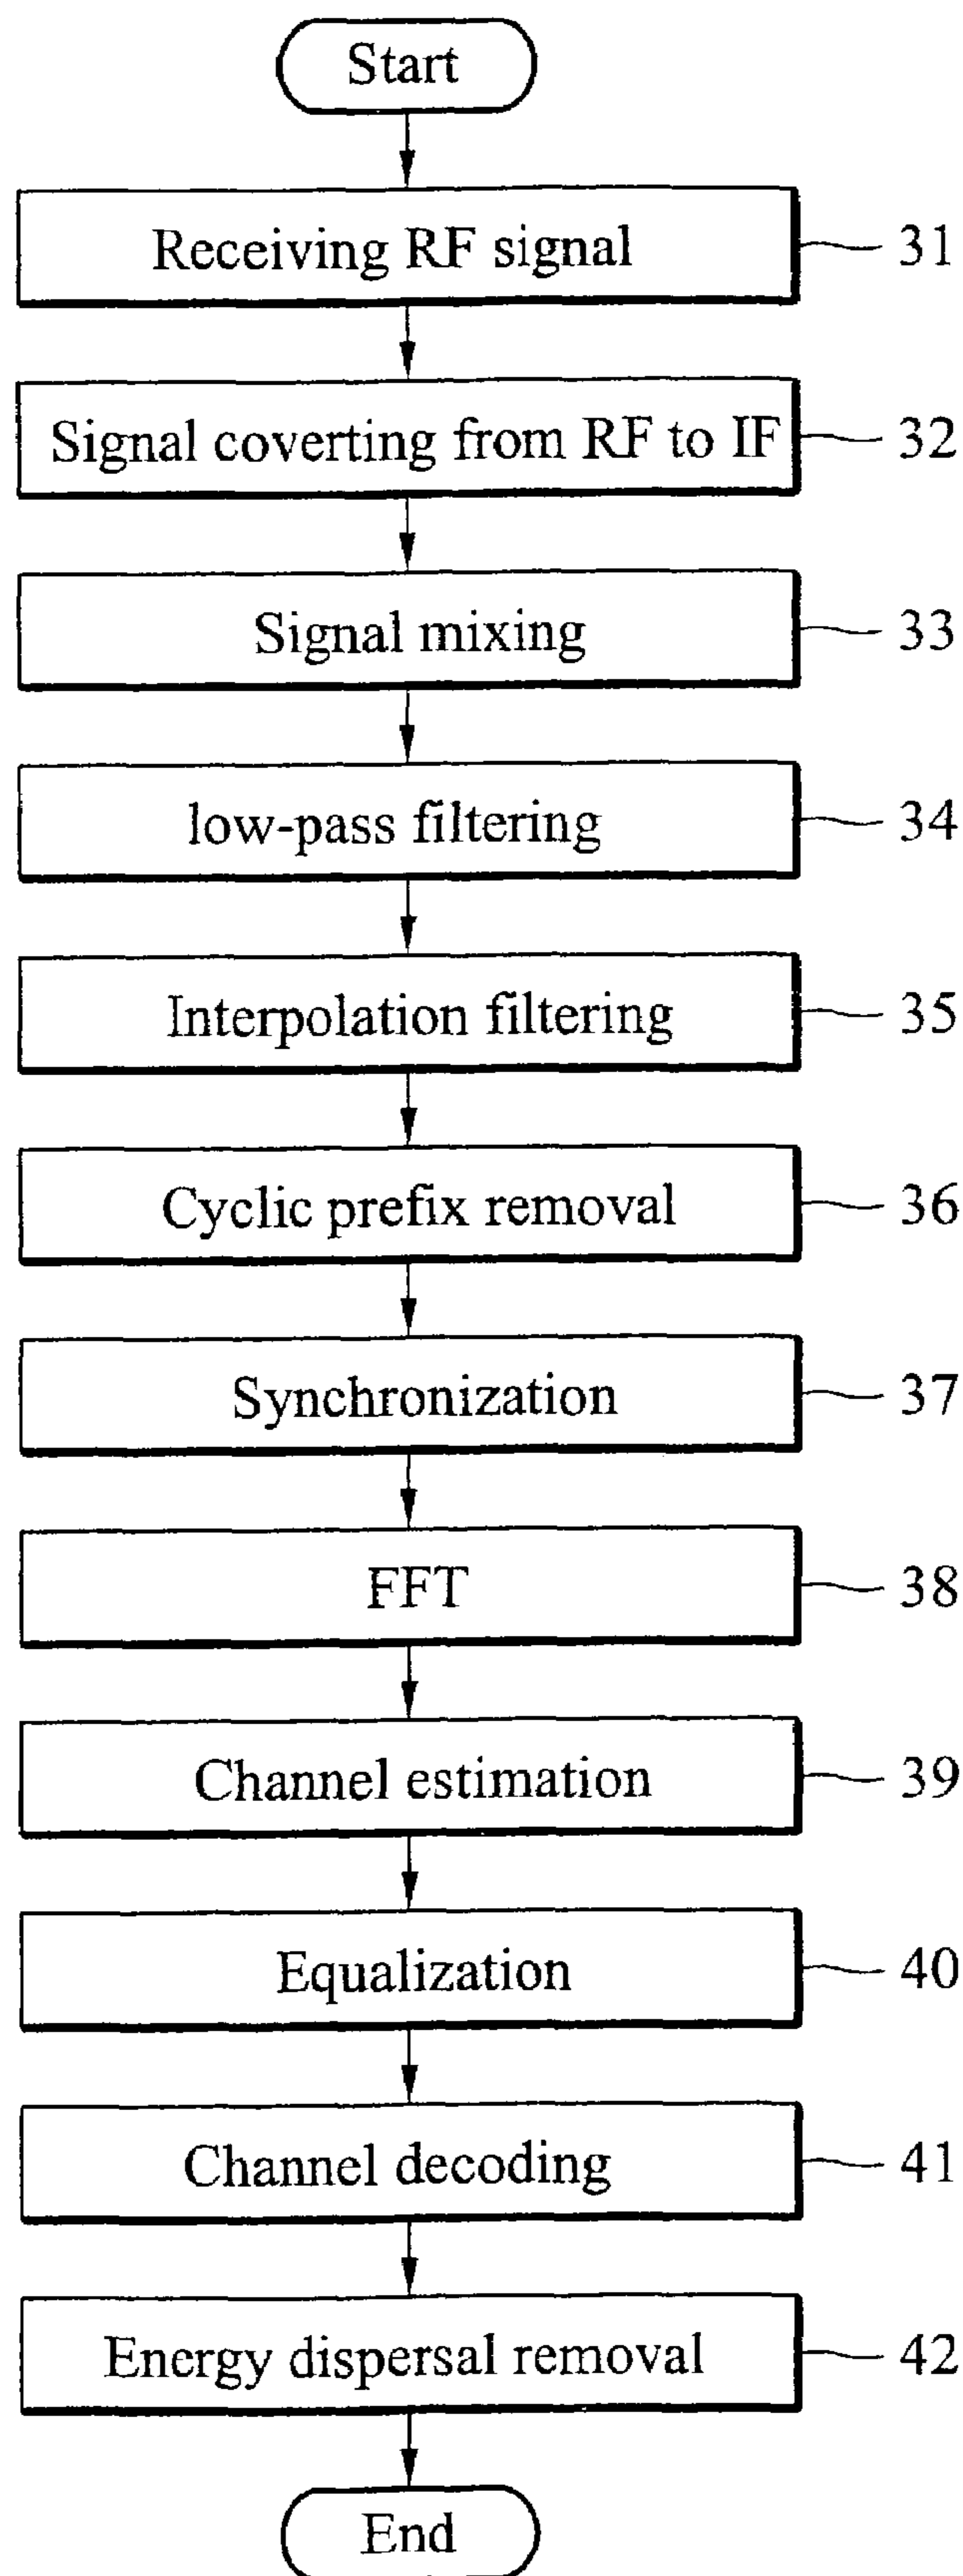 Start
Receiving RF signal 31
Signal coverting from RF to IF 32
Signal mixing 33
low-pass filtering 34
Interpolation filtering 35
Cyclic prefix removal 36
Synchronization 37
FFT 38
Channel estimation 39
Equalization 40
Channel decoding 41
Energy dispersal removal 42
End